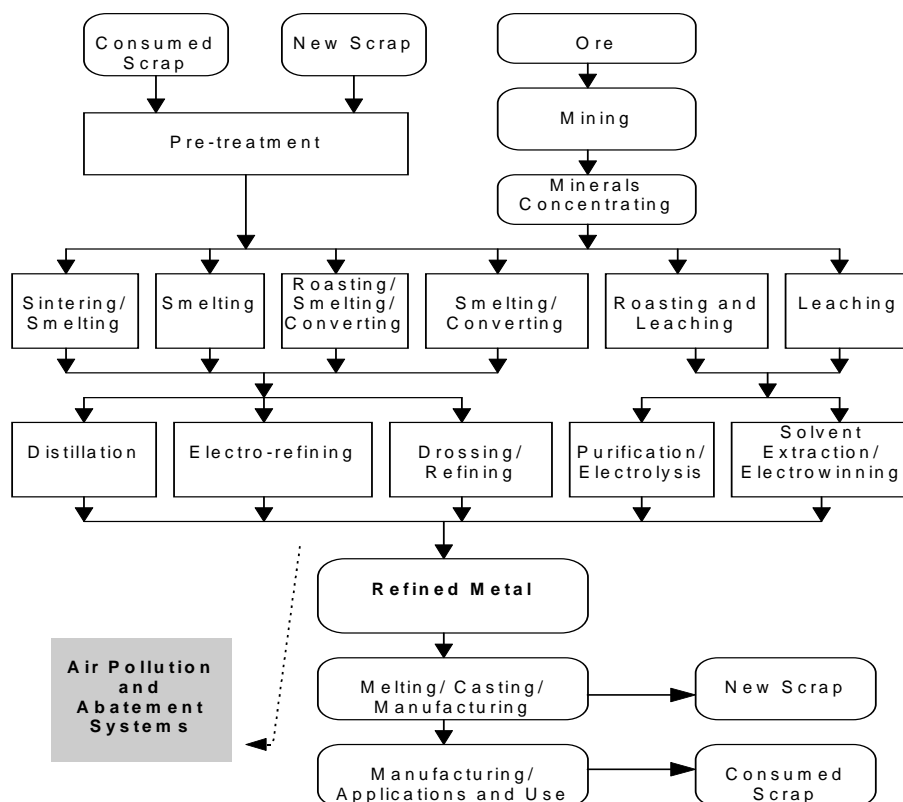 Consumed
Scrap
New Scrap
Ore
Pre-treatment
Mining
Minerals
Concentrating
Sintering/
Smelting
Smelting
Roasting/
Smelting/
Converting
Smelting/
Converting
Roasting and
Leaching
Leaching
Distillation
Electro-refining
Drossing/
Refining
Purification/
Electrolysis
Solvent
Extraction/
Electrowinning
Refined Metal
Air Pollution
and
Abatement
Systems
Melting/ Casting/
Manufacturing
New Scrap
Manufacturing/
Applications and Use
Consumed
Scrap